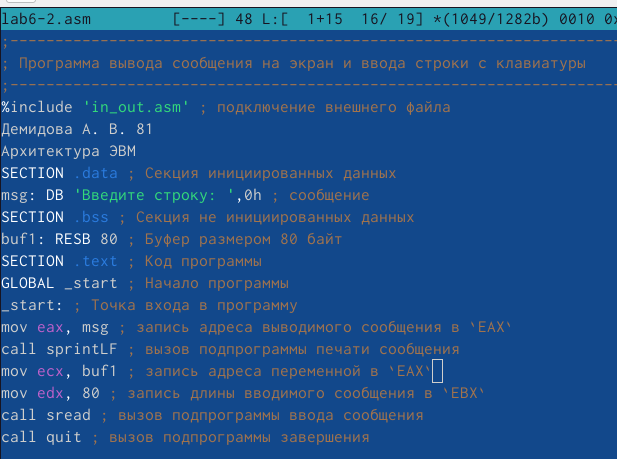 lab6-2.asm [----] 48 L:[ 1+15 16/ 19] *(1049/1282b) 0010 0x
;------------------------------------------------------------
; Программа вывода сообщения на экран и ввода строки с клавиатуры
;------------------------------------------------------------
%include 'in_out.asm' ; подключение внешнего файла
Демидова А. В. 81
Архитектура ЭВМ
SECTION .data ; Секция инициированных данных
msg: DB 'Введите строку: ',0h ; сообщение
SECTION .bss ; Секция не инициированных данных
buf1: RESB 80 ; Буфер размером 80 байт
SECTION .text ; Код программы
GLOBAL _start ; Начало программы
_start: ; Точка входа в программу
mov eax, msg ; запись адреса выводимого сообщения в `EAX`
call sprintLF ; вызов подпрограммы печати сообщения
mov ecx, buf1 ; запись адреса переменной в `EAX`
mov edx, 80 ; запись длины вводимого сообщения в `EBX`
call sread ; вызов подпрограммы ввода сообщения
call quit ; вызов подпрограммы завершения